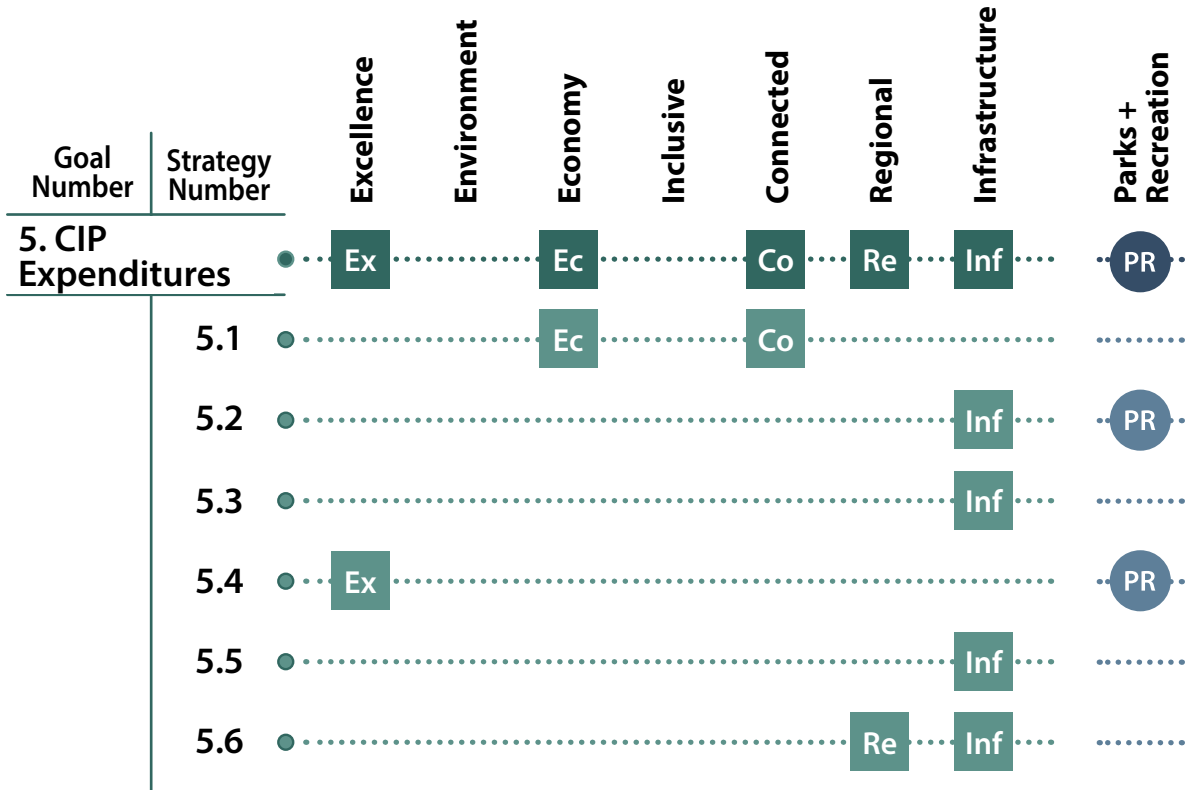 Goal
Number
Strategy
Number
Excellence
Environment
Economy
Inclusive
Connected
Regional
Infrastructure
Parks +
Recreation
5. CIP
Expenditures
Ex Ec Co Re Inf PR
5.1 Ec Co
5.2 Inf PR
5.3 Inf
5.4 Ex PR
5.5 Inf
5.6 Re Inf